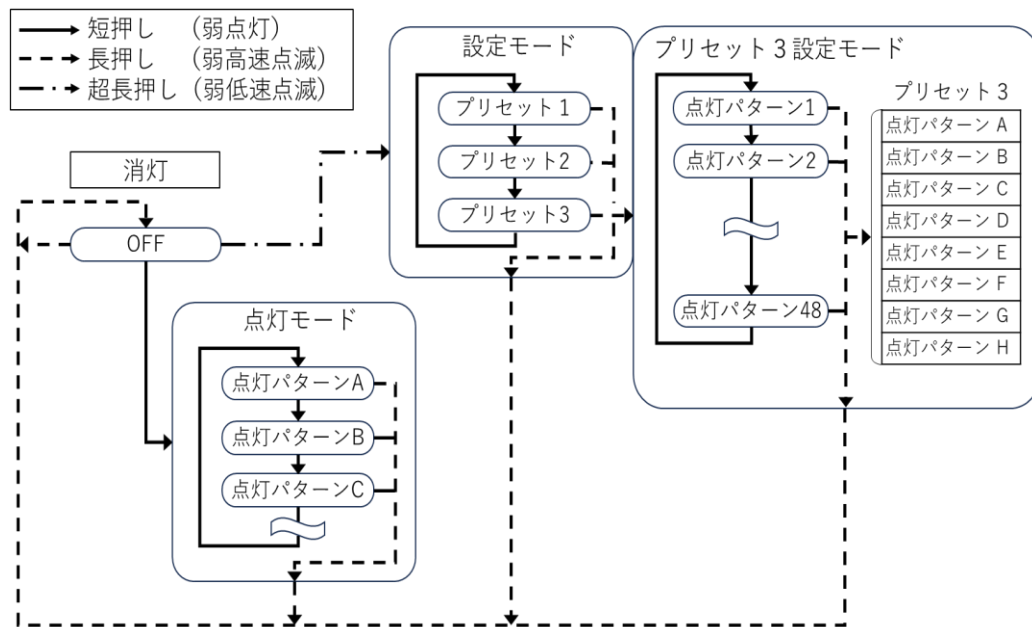 短押し （弱点灯）
長押し （弱高速点滅）
超長押し（弱低速点滅）
消灯
OFF
点灯モード
点灯パターンA
点灯パターンB
点灯パターンC
設定モード
プリセット1
プリセット2
プリセット3
プリセット3設定モード
点灯パターン1
点灯パターン2
点灯パターン48
プリセット3
点灯パターン A
点灯パターン B
点灯パターン C
点灯パターン D
点灯パターン E
点灯パターン F
点灯パターン G
点灯パターン H